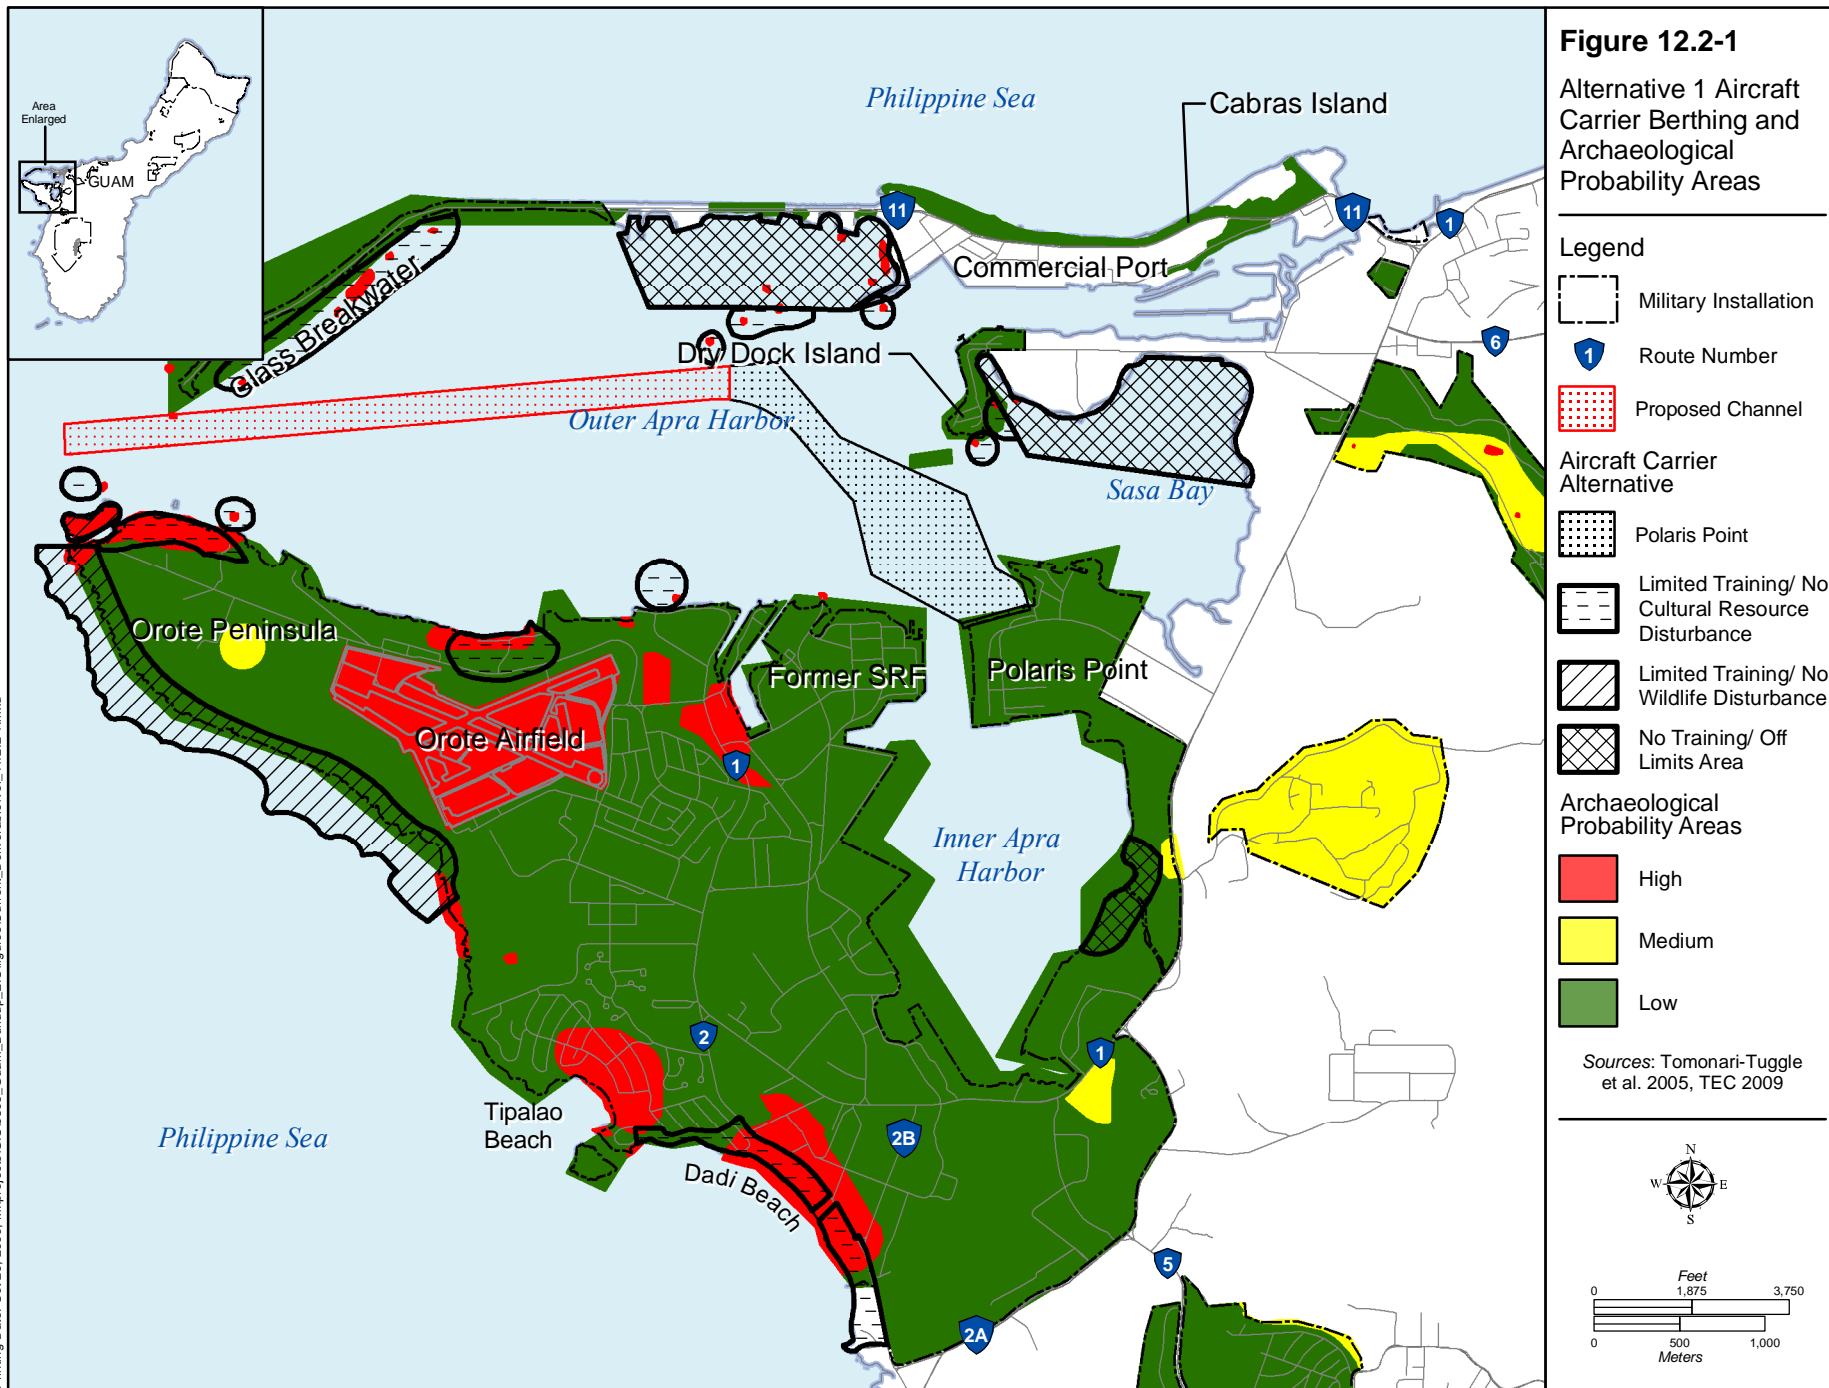 Figure 12.2-1
Alternative 1 Aircraft
Carrier Berthing and
Archaeological
Probability Areas
Legend
Military Installation
1
Route Number
Proposed Channel
Aircraft Carrier
Alternative
Polaris Point
Limited Training/ No
Cultural Resource
Disturbance
Limited Training/ No
Wildlife Disturbance
No Training/ Off
Limits Area
Archaeological
Probability Areas
High
Medium
Low
Sources: Tomonari-Tuggle
et al. 2005, TEC 2009
N
W
E
S
Feet
0
1,875
3,750
0
500
1,000
Meters
Area
Enlarged
GUAM
Philippine Sea
Cabras Island
11
11
1
Commercial Port
Glass Breakwater
Dry Dock Island
6
Outer Apra Harbor
Sasa Bay
Orote Peninsula
Former SRF
Polaris Point
Orote Airfield
1
Inner Apra
Harbor
2
1
Tipalao
Beach
Philippine Sea
2B
Dadi Beach
5
2A